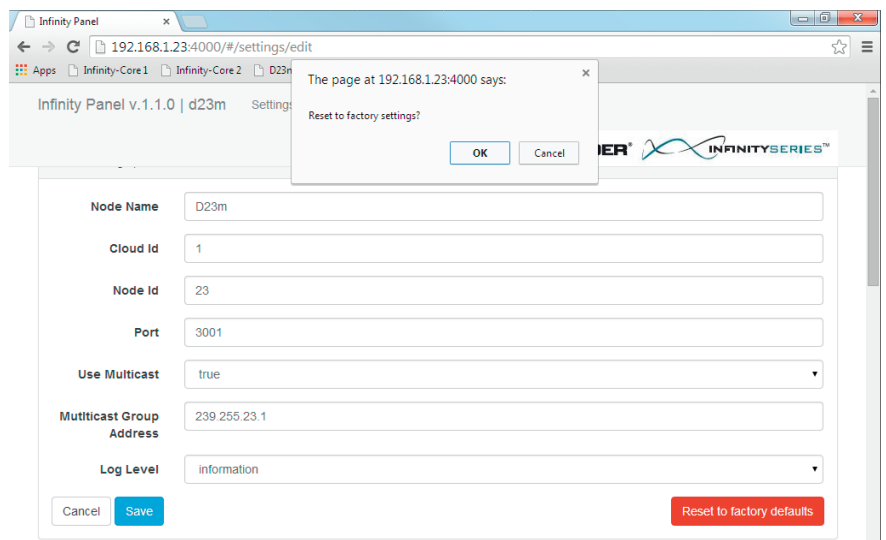 Infinity Panel
192.168.1.23:4000/#/settings/edit
Apps Infinity-Core 1 Infinity-Core 2 D23m
The page at 192.168.1.23:4000 says:
Reset to factory settings?
OK Cancel
Infinity Panel v.1.1.0 | d23m Settings
DER® INFINITYSERIES™
Node Name D23m
Cloud Id 1
Node Id 23
Port 3001
Use Multicast true
Mutlticast Group
Address
239.255.23.1
Log Level information
Cancel Save Reset to factory defaults